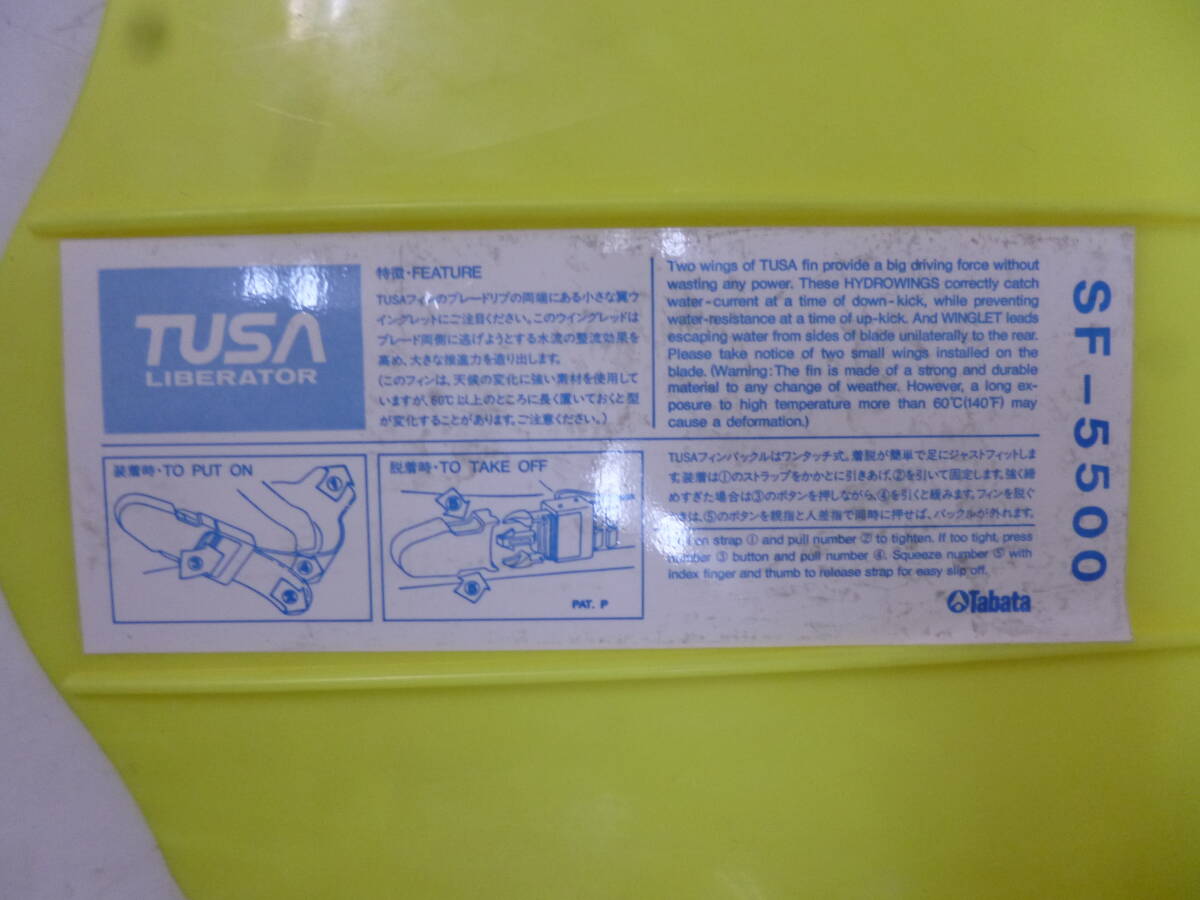 TUSA
LIBERATOR
特徴・FEATURE
TUSAフィンのブレードリブの両端にある小さな翼ウ
イングレットにご注目ください。このウイングレッドは
ブレード両側に逃げようとする水流の整流効果を
高め、大きな推進力を造り出します。
(このフィンは、天候の変化に強い素材を使用して
いますが、60℃以上のところに長く置いておくと型
が変化することがあります。ご注意ください。)
Two wings of TUSA fin provide a big driving force without
wasting any power. These HYDROWINGS correctly catch
water-current at a time of down-kick, while preventing
water-resistance at a time of up-kick. And WINGLET leads
escaping water from sides of blade unilaterally to the rear.
Please take notice of two small wings installed on the
blade. (Warning: The fin is made of a strong and durable
material to any change of weather. However, a long ex-
posure to high temperature more than 60℃(140℉) may
cause a deformation.)
SF-5500
装着時・TO PUT ON
①
③
④
②
脱着時・TO TAKE OFF
⑤
⑤
PAT. P
TUSAフィンバックルはワンタッチ式。着脱が簡単で足にジャストフィットしま
す。装着は①のストラップをかかとに引きあげ、②を引いて固定します。強く締
めすぎた場合は③のボタンを押しながら、④を引くと緩みます。フィンを脱ぐ
きは、⑤のボタンを親指と人差指で同時に押せば、バックルが外れます。
on strap ① and pull number ② to tighten. If too tight, press
number ③ button and pull number ④. Squeeze number ⑤ with
index finger and thumb to release strap for easy slip off.
Tabata